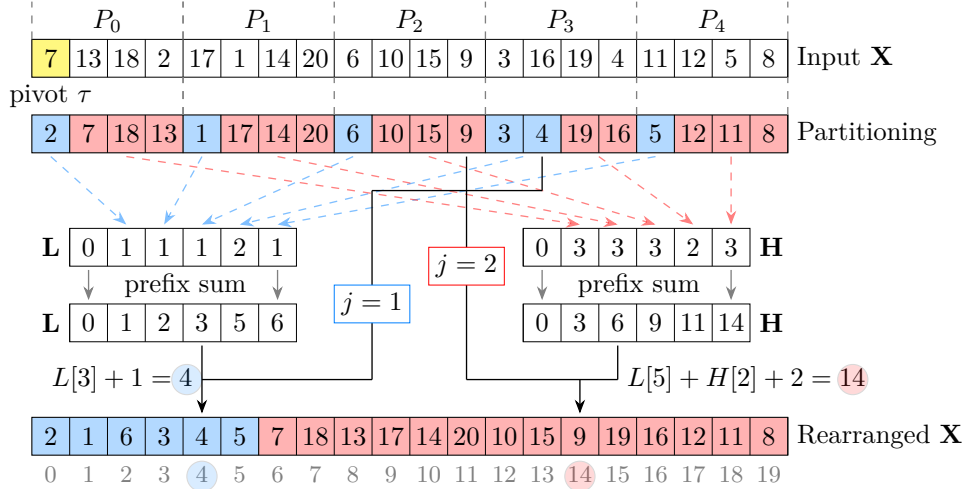 P0 P1 P2 P3 P4
7 13 18 2 17 1 14 20 6 10 15 9 3 16 19 4 11 12 5 8 Input X
pivot τ
2 7 18 13 1 17 14 20 6 10 15 9 3 4 19 16 5 12 11 8 Partitioning
L 0 1 1 1 2 1 0 3 3 3 2 3 H
prefix sum j = 2 prefix sum
j = 1
L 0 1 2 3 5 6 0 3 6 9 11 14 H
L[3] + 1 = 4 L[5] + H[2] + 2 = 14
2 1 6 3 4 5 7 18 13 17 14 20 10 15 9 19 16 12 11 8 Rearranged X
0 1 2 3 4 5 6 7 8 9 10 11 12 13 14 15 16 17 18 19